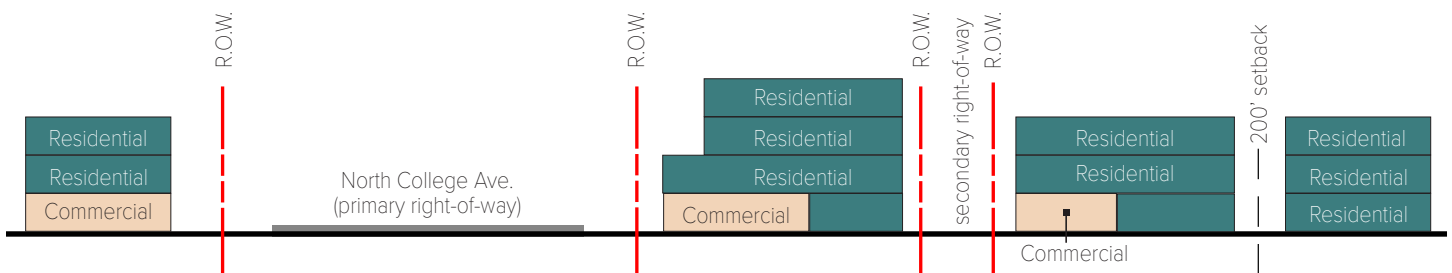 R.O.W.
R.O.W.
R.O.W.
secondary right-of-way
R.O.W.
200' setback
Residential
Residential
Commercial
North College Ave.
(primary right-of-way)
Residential
Residential
Residential
Commercial
Residential
Residential
Commercial
Residential
Residential
Residential